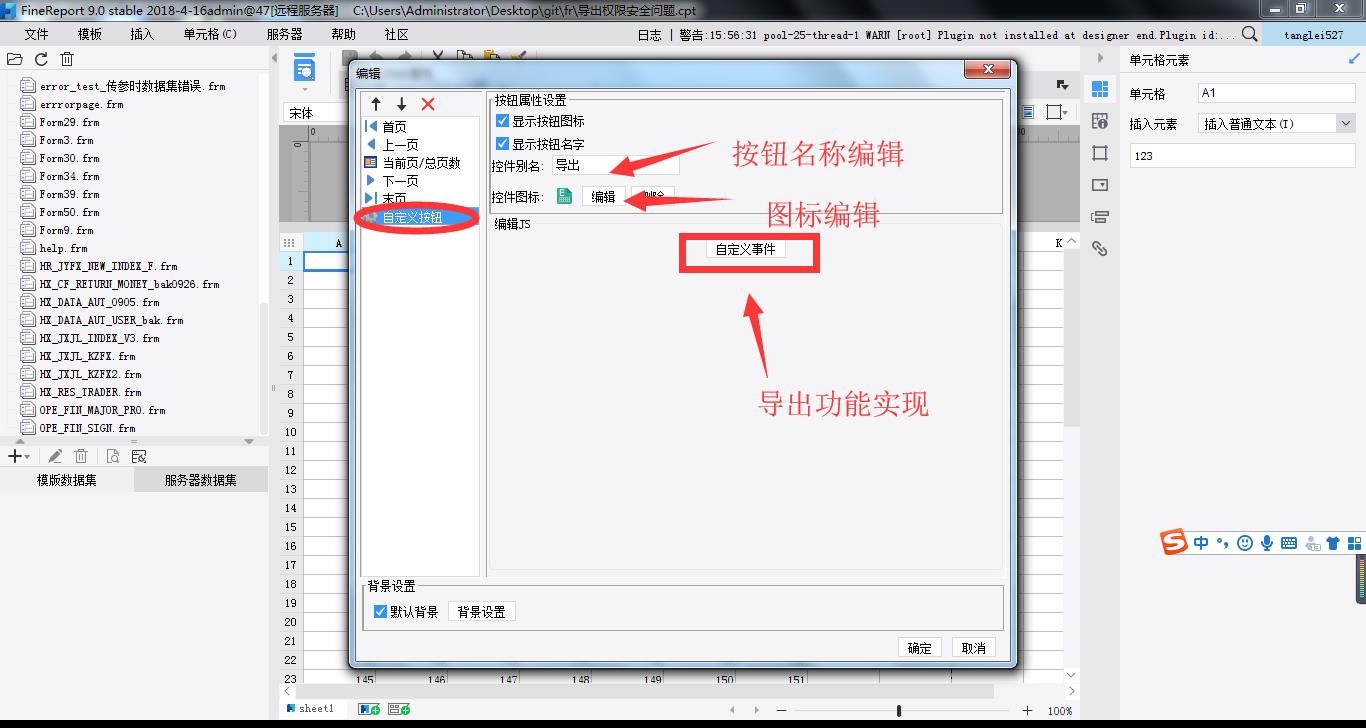 FineReport 9.0 stable 2018-4-16admin@47[远程服务器] C:\Users\Administrator\Desktop\git\fr\导出权限安全问题.cpt
文件 模板 插入 单元格(C) 服务器 帮助 社区
日志 | 警告:15:56:31 pool-25-thread-1 WARN [root] Plugin not installed at designer end.Plugin id:...
tanglei527
error_test_传参时数据集错误.frm
errrorpage.frm
Form29.frm
Form3.frm
Form30.frm
Form34.frm
Form39.frm
Form50.frm
Form9.frm
help.frm
HR_JYFX_NEW_INDEX_F.frm
HX_CF_RETURN_MONEY_bak0926.frm
HX_DATA_AUT_0905.frm
HX_DATA_AUT_USER_bak.frm
HX_JXJL_INDEX_V3.frm
HX_JXJL_KZFX.frm
HX_JXJL_KZFX2.frm
HX_RES_TRADER.frm
OPE_FIN_MAJOR_PRO.frm
OPE_FIN_SIGN.frm
模版数据集 服务器数据集
宋体
0
0
A
K
1
2
3
4
5
6
7
8
9
10
11
12
13
14
15
16
17
18
19
20
21
22
23 145 146 147 148 149 150 151
sheet1
100%
编辑
首页
上一页
当前页/总页数
下一页
末页
自定义按钮
按钮属性设置
显示按钮图标
显示按钮名字
控件别名: 导出
控件图标: 编辑 删除
编辑JS
自定义事件
按钮名称编辑
图标编辑
导出功能实现
背景设置
默认背景 背景设置
确定 取消
单元格元素
单元格 A1
插入元素 插入普通文本(I)
123
S 中